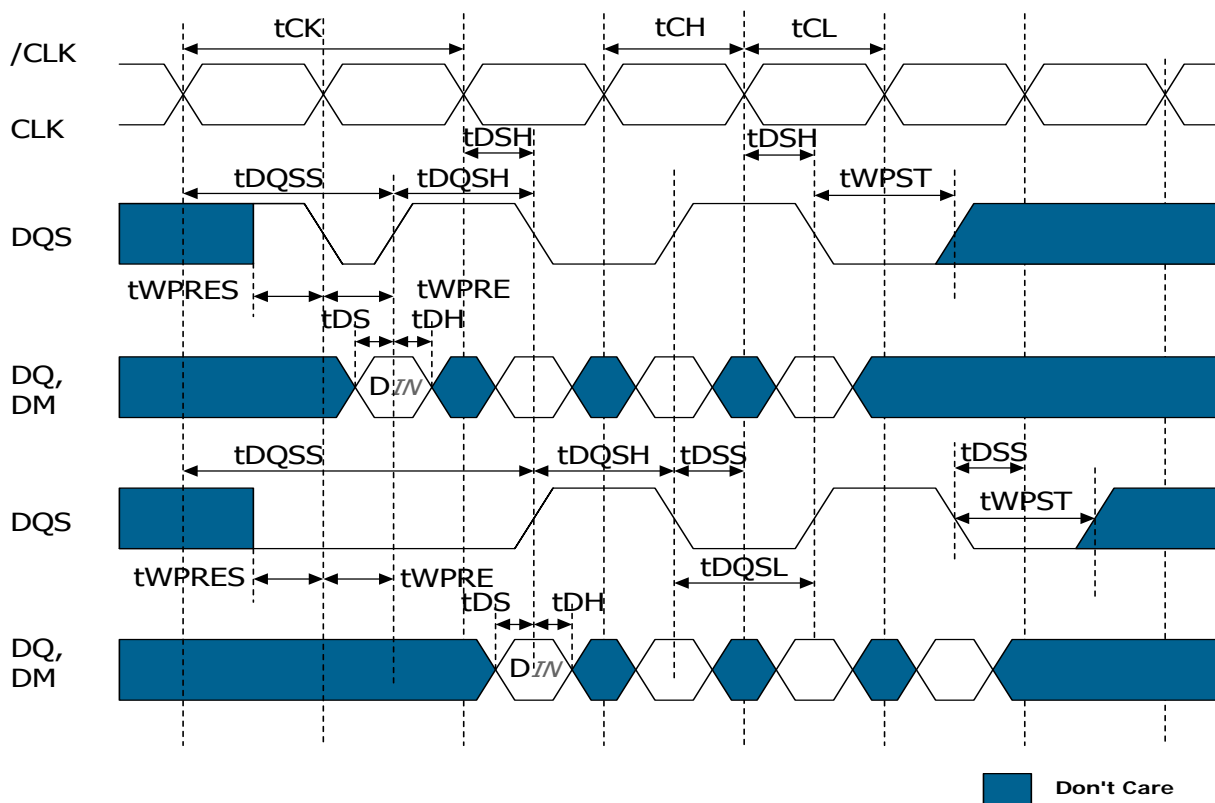 tCK
tCH
tCL
/CLK
CLK
tDSH
tDSH
tDQSS
tDQSH
tWPST
DQS
tWPRES
tWPRE
tDS
tDH
DQ,
DM
DIN
tDQSS
tDQSH
tDSS
tDSS
tWPST
DQS
tWPRES
tWPRE
tDQSL
tDS
tDH
DQ,
DM
DIN
Don't Care